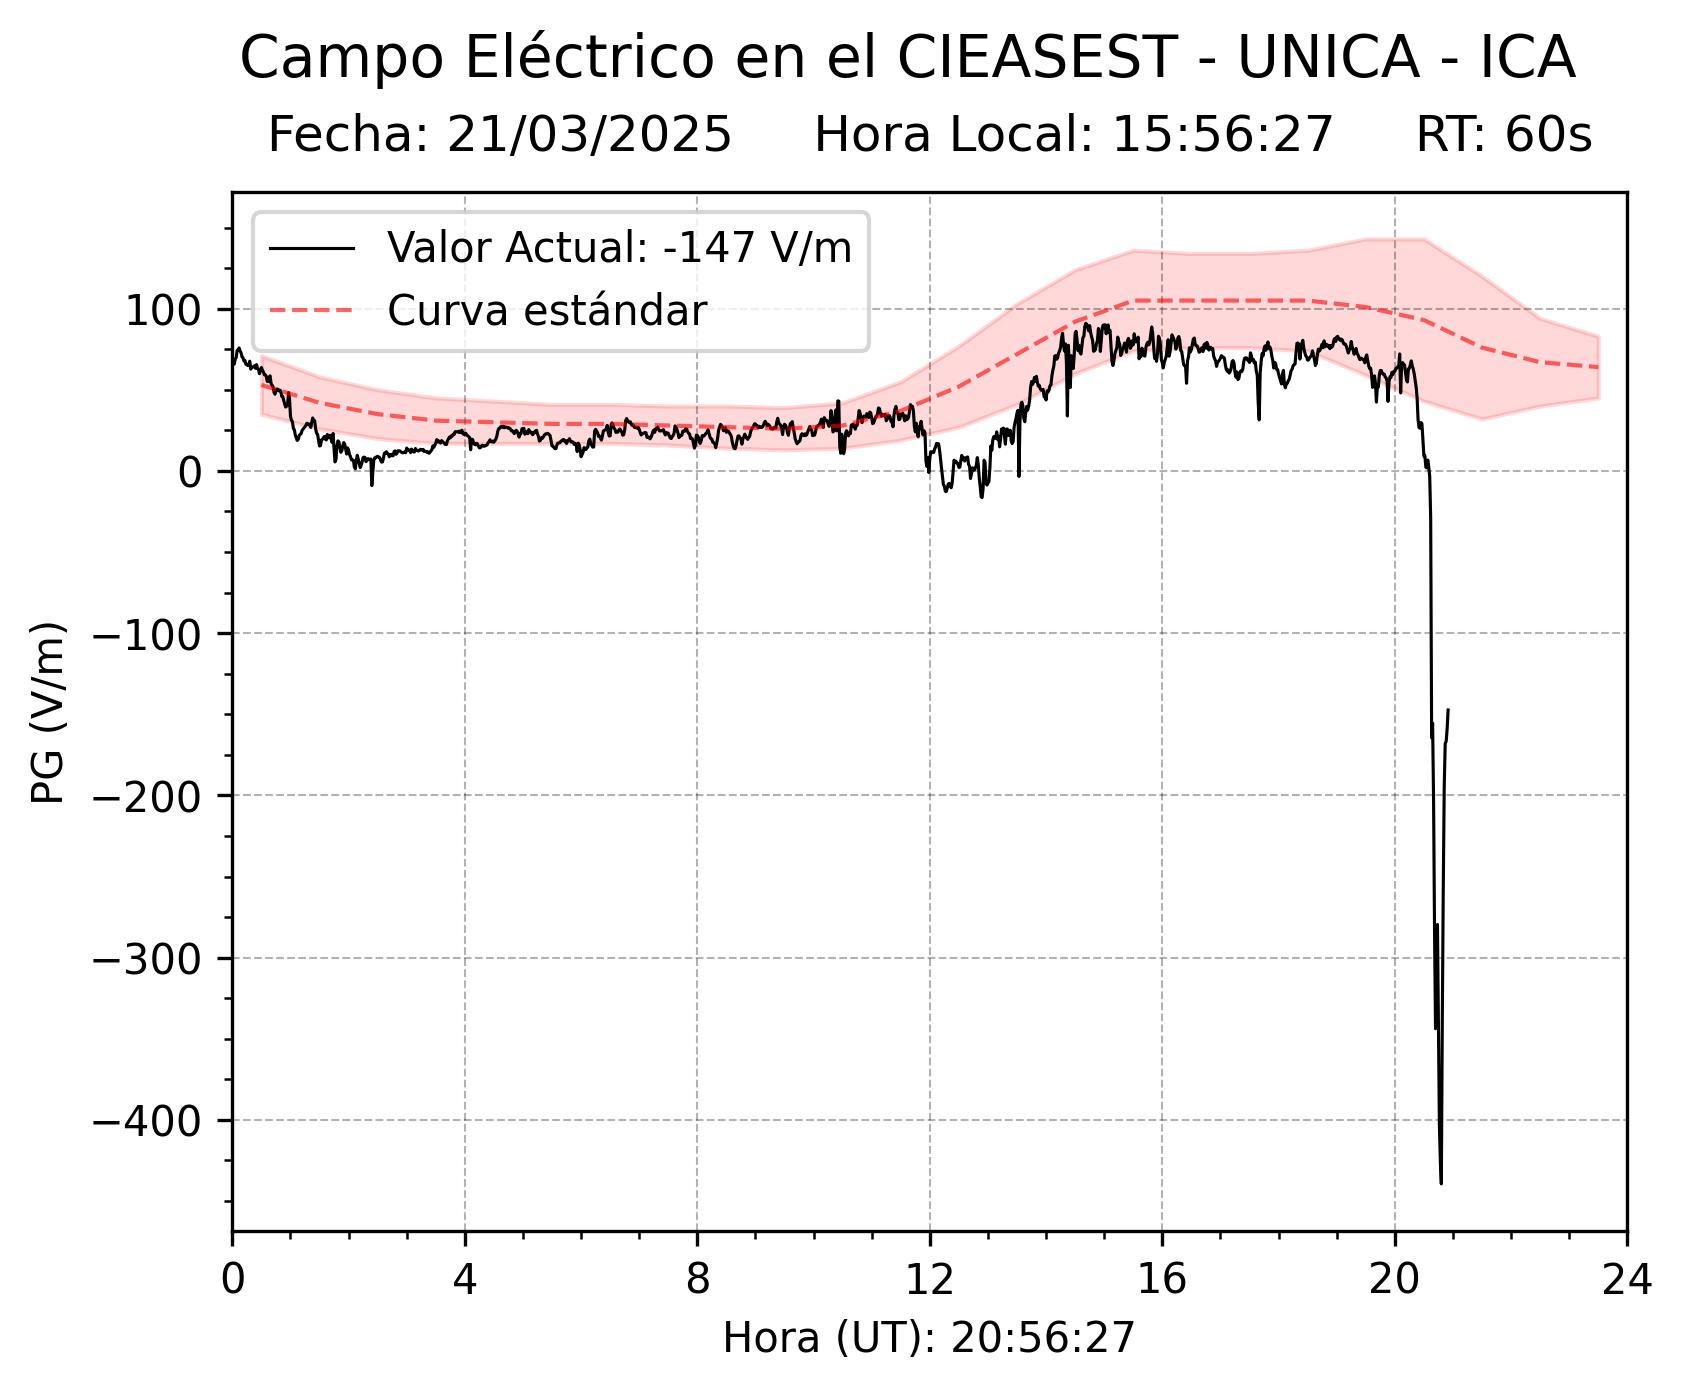 Campo Eléctrico en el CIEASEST - UNICA - ICA
Fecha: 21/03/2025 Hora Local: 15:56:27 RT: 60s
Valor Actual: -147 V/m
Curva estándar
PG (V/m)
100
0
−100
−200
−300
−400
0 4 8 12 16 20 24
Hora (UT): 20:56:27